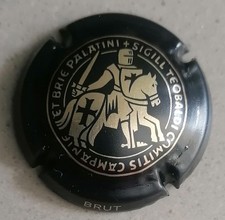 + SIGILL TEOBALDI COMITIS CAMPANIE ET BRIE PALATINI
BRUT